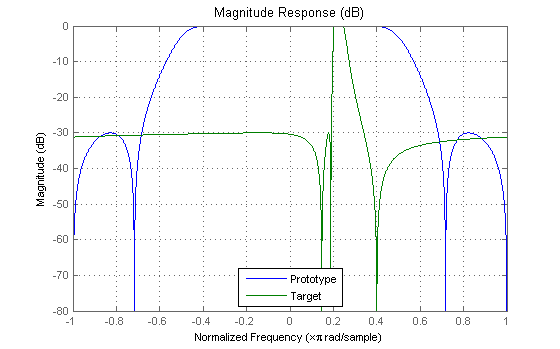 Magnitude Response (dB)
0
-10
-20
-30
-40
-50
-60
-70
-80
Magnitude (dB)
Prototype
Target
-1 -0.8 -0.6 -0.4 -0.2 0 0.2 0.4 0.6 0.8 1
Normalized Frequency (×π rad/sample)